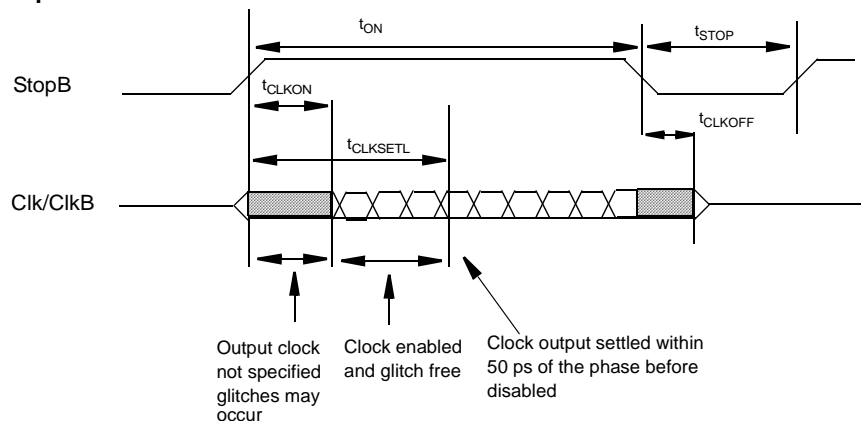 tON
tSTOP
StopB
tCLKON
tCLKOFF
tCLKSETL
Clk/ClkB
Output clock
not specified
glitches may
occur
Clock enabled
and glitch free
Clock output settled within
50 ps of the phase before
disabled